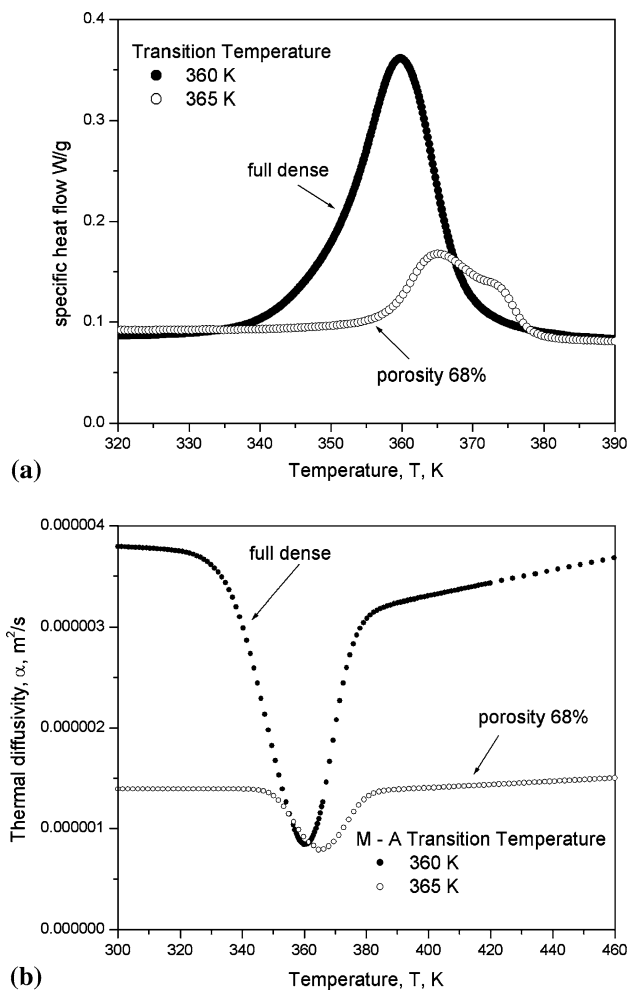 0.4
Transition Temperature
360 K
365 K
0.3
full dense
specific heat flow W/g
0.2
0.1
porosity 68%
0.0
320 330 340 350 360 370 380 390
(a)
Temperature, T, K
0.000004
full dense
0.000003
Thermal diffusivity, α, m²/s
0.000002
porosity 68%
0.000001
M - A Transition Temperature
360 K
365 K
0.000000
300 320 340 360 380 400 420 440 460
(b)
Temperature, T, K